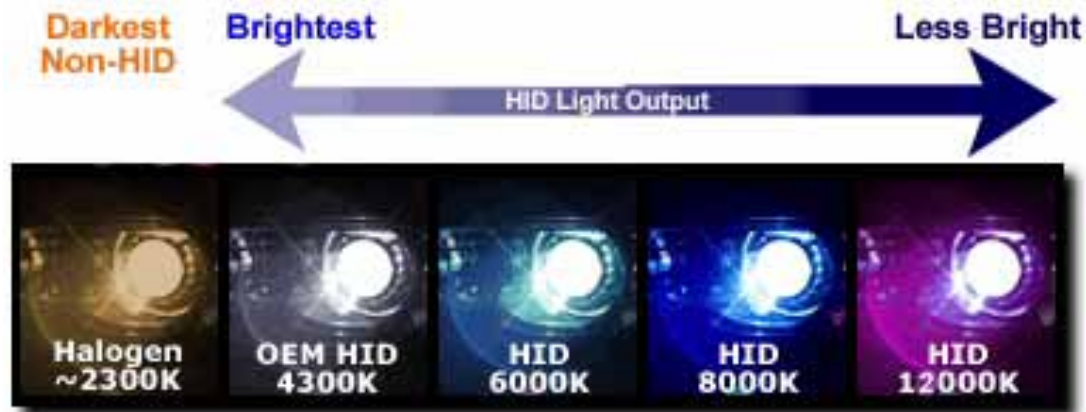 Darkest
Non-HID
Brightest
Less Bright
HID Light Output
Halogen
~2300K
OEM HID
4300K
HID
6000K
HID
8000K
HID
12000K